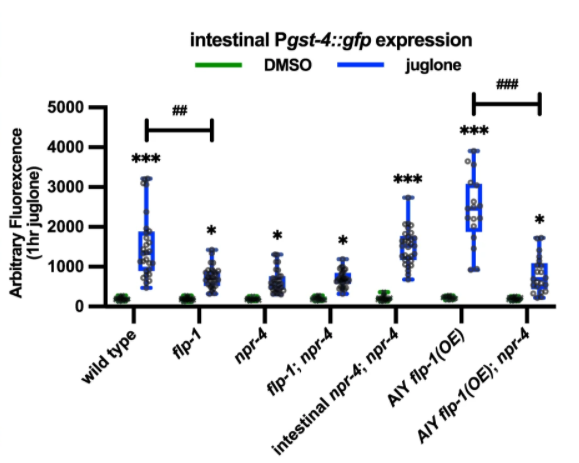 intestinal Pgst-4::gfp expression
DMSO juglone
Arbitrary Fluorexcence
(1hr juglone)
5000
4000
3000
2000
1000
0
##
###
***
*
*
*
***
***
*
wild type
flp-1
npr-4
flp-1; npr-4
intestinal npr-4; npr-4
AIY flp-1(OE)
AIY flp-1(OE); npr-4